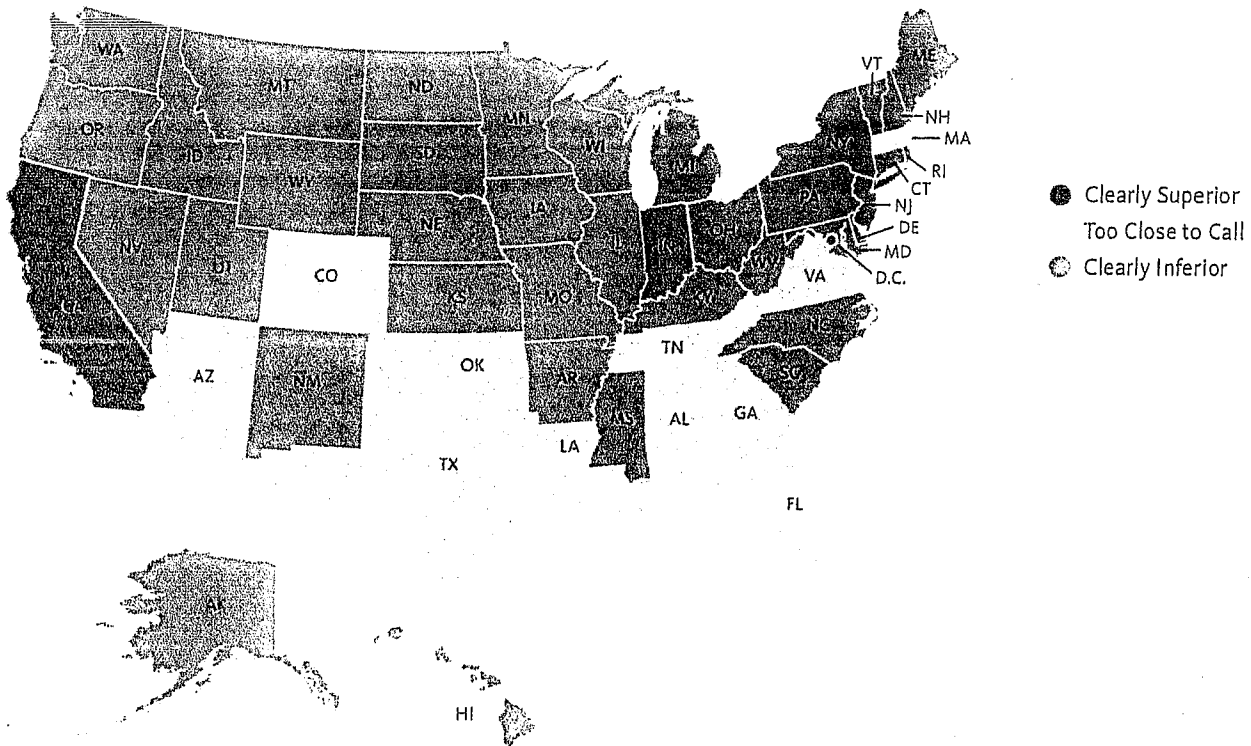 WA
MT
ND
MN
VT
ME
OR
ID
SD
WI
NH
WY
MI
NY
MA
RI
CT
NE
IA
PA
NJ
NV
UT
CO
IL
IN
OH
DE
MD
WV
VA
D.C.
CA
KS
MO
KY
Clearly Superior
Too Close to Call
Clearly Inferior
AZ
NM
OK
AR
TN
NC
SC
MS
AL
GA
TX
LA
FL
AK
HI